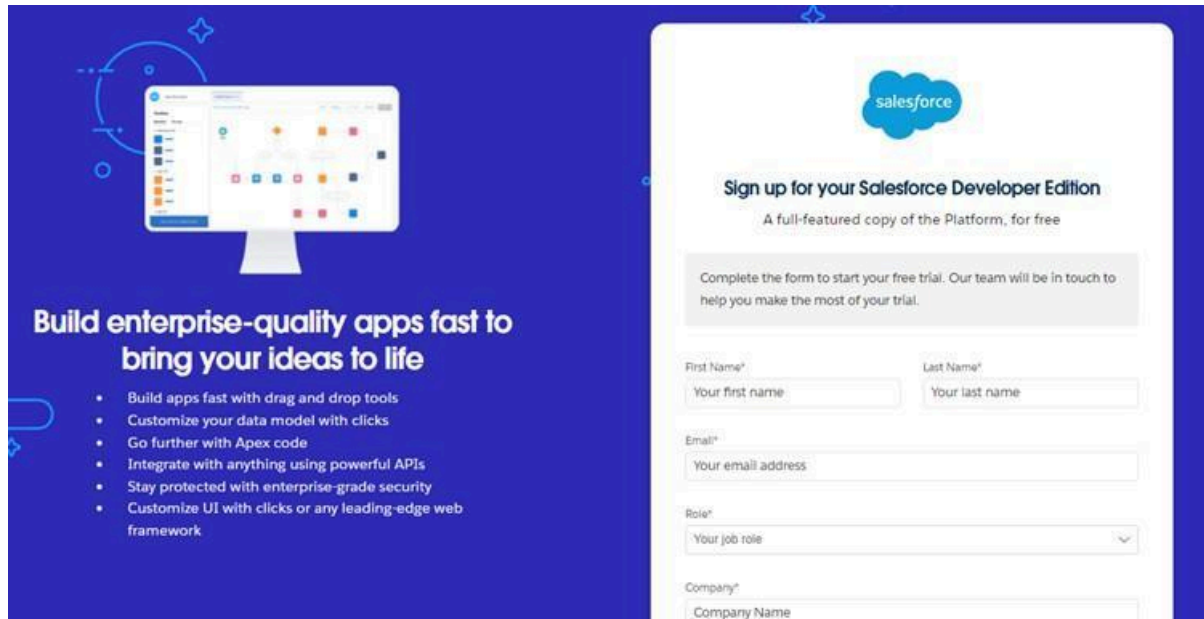 Build enterprise-quality apps fast to
bring your ideas to life
Build apps fast with drag and drop tools
Customize your data model with clicks
Go further with Apex code
Integrate with anything using powerful APIs
Stay protected with enterprise-grade security
Customize UI with clicks or any leading-edge web
framework
salesforce
Sign up for your Salesforce Developer Edition
A full-featured copy of the Platform, for free
Complete the form to start your free trial. Our team will be in touch to
help you make the most of your trial.
First Name* Last Name*
Your first name Your last name
Email*
Your email address
Role*
Your job role
Company*
Company Name